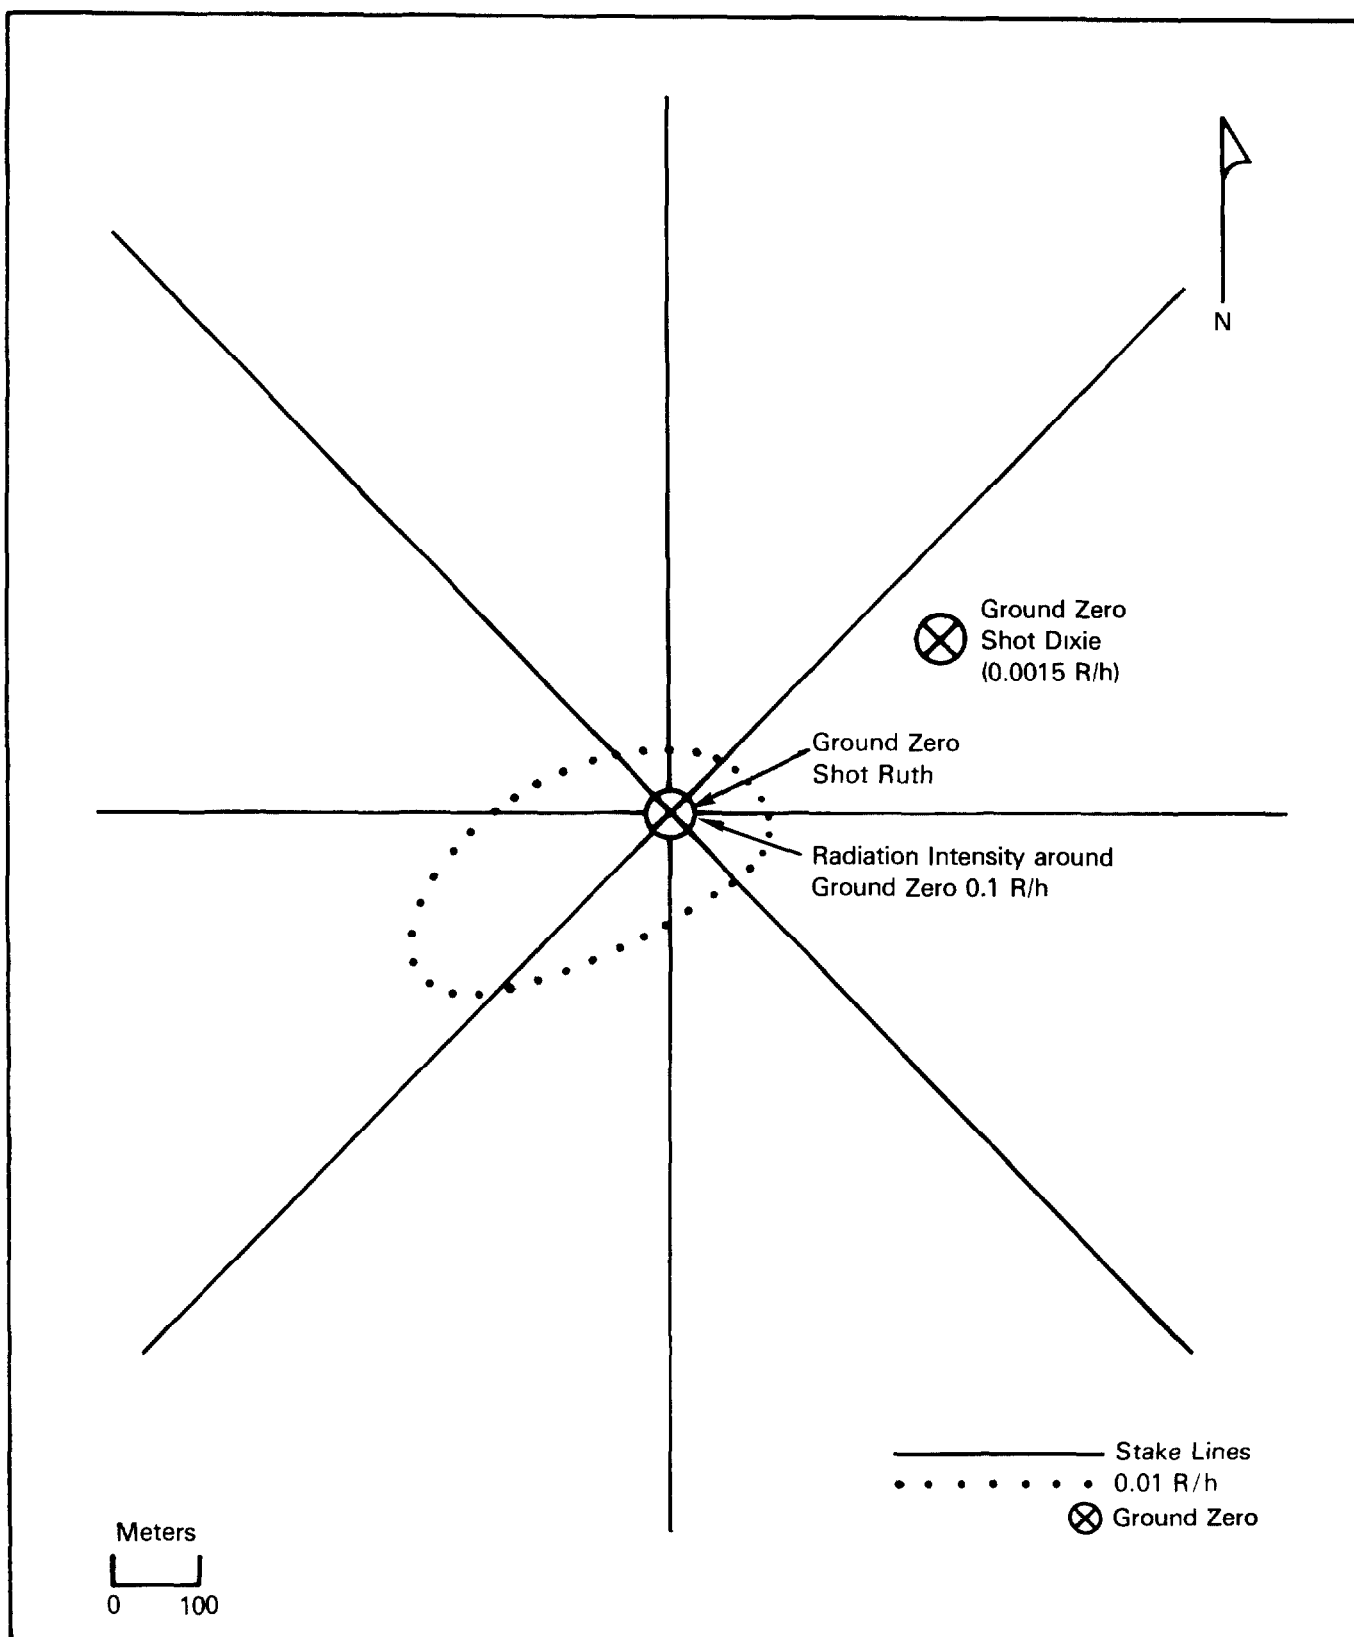 N
Ground Zero
Shot Dixie
(0.0015 R/h)
Ground Zero
Shot Ruth
Radiation Intensity around
Ground Zero 0.1 R/h
Stake Lines
0.01 R/h
Ground Zero
Meters
0 100